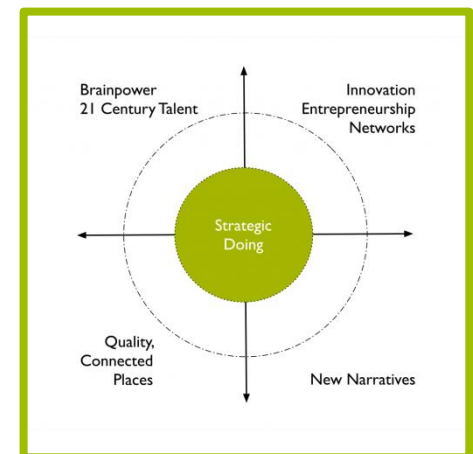 Brainpower
21 Century Talent
Innovation
Entrepreneurship
Networks
Strategic
Doing
Quality,
Connected
Places
New Narratives